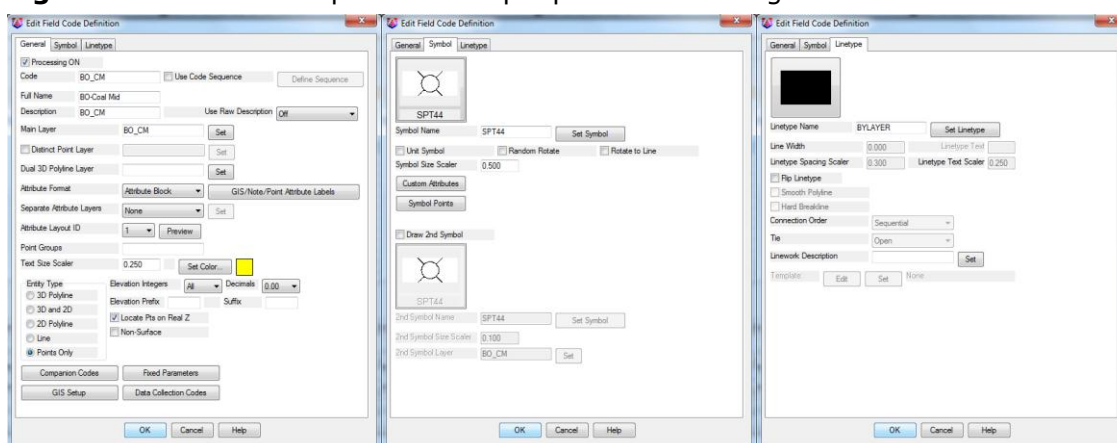 Edit Field Code Definition
General Symbol Linetype
Processing ON
Code BO_CM Use Code Sequence Define Sequence
Full Name BO-Coal Mid
Description BO_CM Use Raw Description Off
Main Layer BO_CM Set
Distinct Point Layer Set
Dual 3D Polyline Layer Set
Attribute Format Attribute Block GIS/Note/Point Attribute Labels
Separate Attribute Layers None Set
Attribute Layout ID 1 Preview
Point Groups
Text Size Scaler 0.250 Set Color...
Entity Type Elevation Integers All Decimals 0.00
3D Polyline Elevation Prefix Suffix
3D and 2D Locate Pts on Real Z
2D Polyline Non-Surface
Line
Points Only
Companion Codes Fixed Parameters
GIS Setup Data Collection Codes
OK Cancel Help
Edit Field Code Definition
General Symbol Linetype
SPT44
Symbol Name SPT44 Set Symbol
Unit Symbol Random Rotate Rotate to Line
Symbol Size Scaler 0.500
Custom Attributes
Symbol Points
Draw 2nd Symbol
SPT44
2nd Symbol Name SPT44 Set Symbol
2nd Symbol Size Scaler 0.100
2nd Symbol Layer BO_CM Set
OK Cancel Help
Edit Field Code Definition
General Symbol Linetype
Linetype Name BYLAYER Set Linetype
Line Width 0.000 Linetype Text
Linetype Spacing Scaler 0.300 Linetype Text Scaler 0.250
Flip Linetype
Smooth Polyline
Hard Breakline
Connection Order Sequential
Tie Open
Linework Description Set
Template: Edit Set None
OK Cancel Help